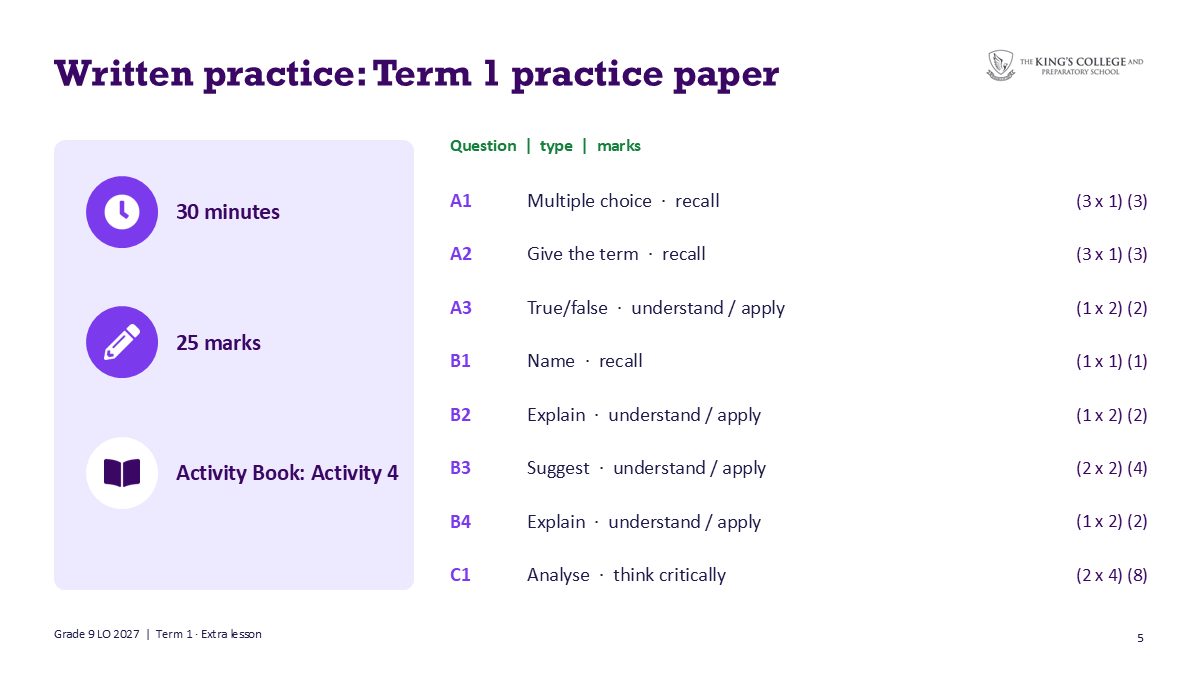 Written practice: Term 1 practice paper
THE KING'S COLLEGE AND
PREPARATORY SCHOOL
30 minutes
25 marks
Activity Book: Activity 4
Question | type | marks
A1 Multiple choice · recall (3 x 1) (3)
A2 Give the term · recall (3 x 1) (3)
A3 True/false · understand / apply (1 x 2) (2)
B1 Name · recall (1 x 1) (1)
B2 Explain · understand / apply (1 x 2) (2)
B3 Suggest · understand / apply (2 x 2) (4)
B4 Explain · understand / apply (1 x 2) (2)
C1 Analyse · think critically (2 x 4) (8)
Grade 9 LO 2027 | Term 1 · Extra lesson
5